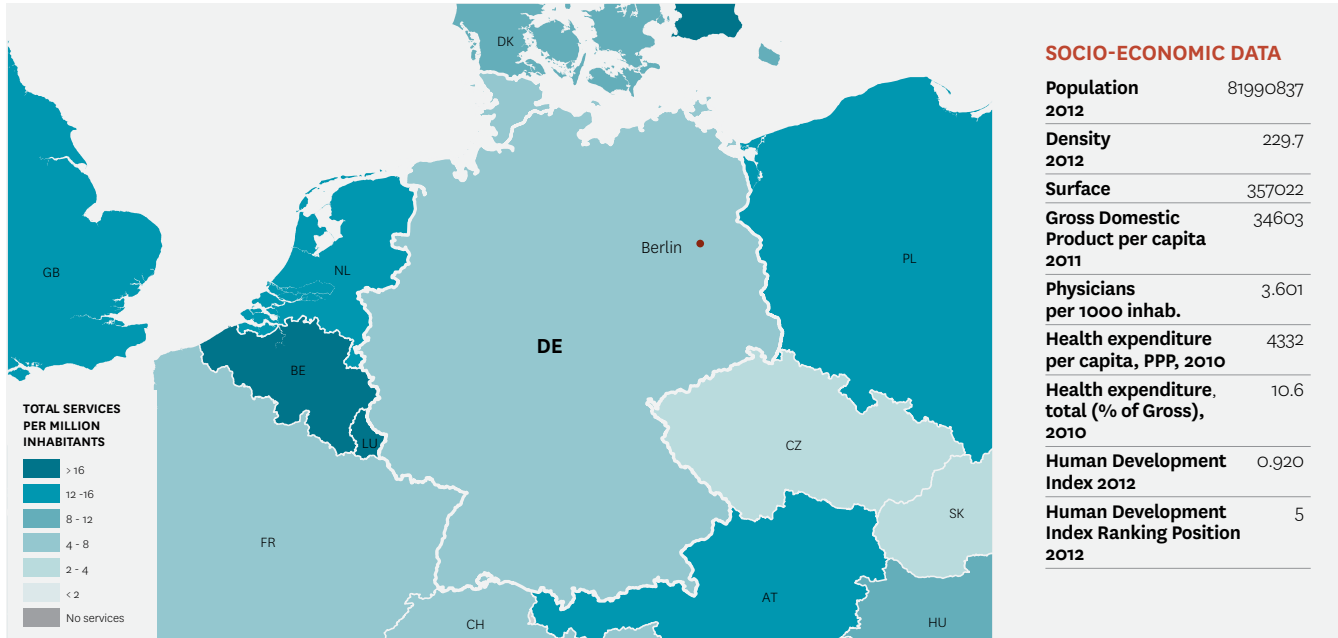 DK
GB
NL
Berlin
PL
DE
BE
LU
CZ
SK
FR
AT
CH
HU
TOTAL SERVICES
PER MILLION
INHABITANTS
> 16
12 -16
8 - 12
4 - 8
2 - 4
< 2
No services
SOCIO-ECONOMIC DATA
Population 81990837
2012
Density 229.7
2012
Surface 357022
Gross Domestic 34603
Product per capita
2011
Physicians 3.601
per 1000 inhab.
Health expenditure 4332
per capita, PPP, 2010
Health expenditure, 10.6
total (% of Gross),
2010
Human Development 0.920
Index 2012
Human Development 5
Index Ranking Position
2012